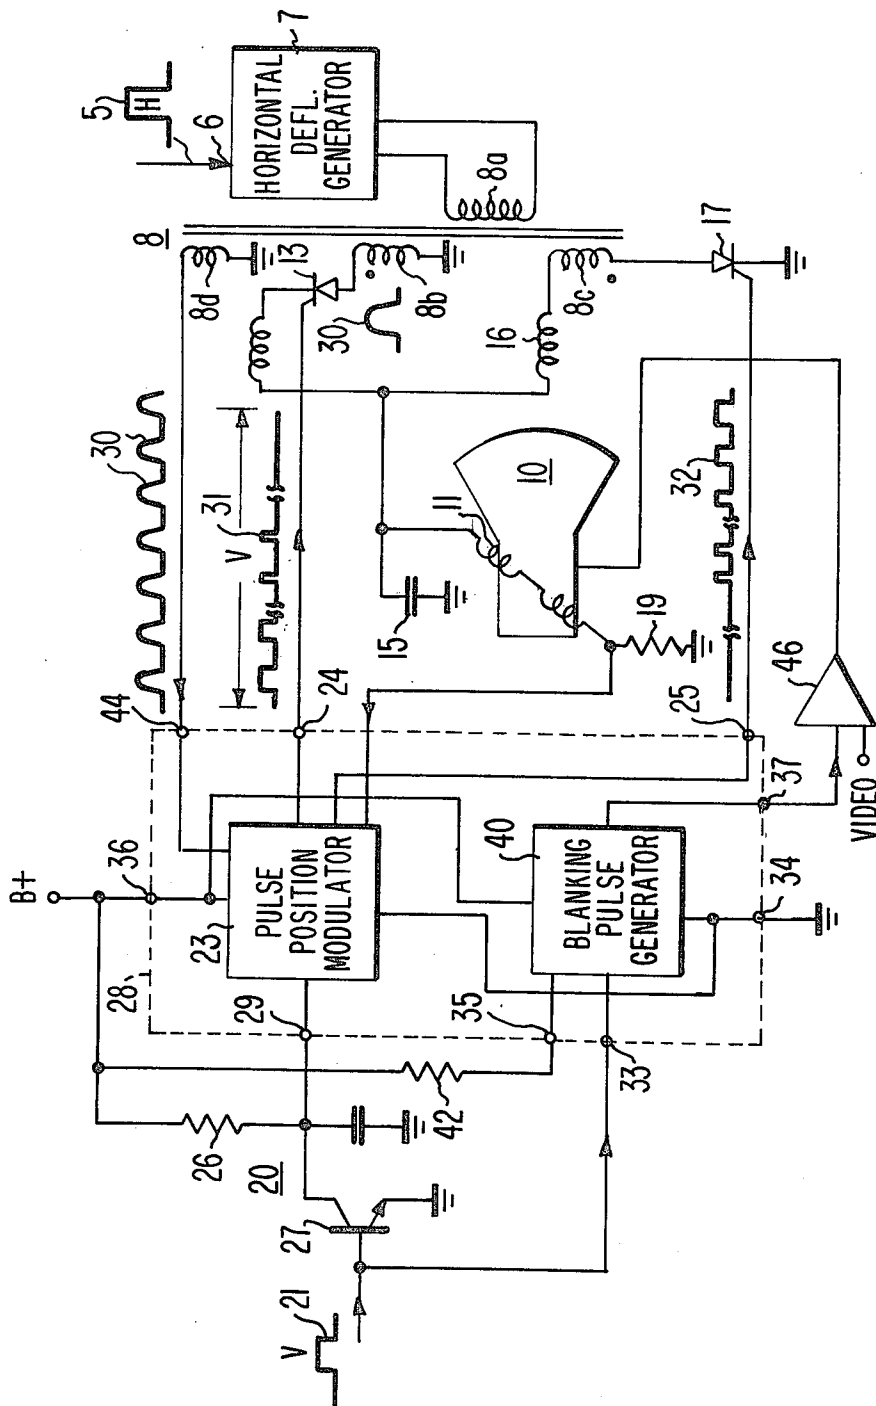 5
H
6
HORIZONTAL
DEFL.
GENERATOR
7
8
8a
8d
13
30
8b
8c
16
17
30
V
31
15
10
11
19
32
46
VIDEO
44
24
25
37
B+
36
28
23
PULSE
POSITION
MODULATOR
29
35
40
BLANKING
PULSE
GENERATOR
34
33
26
42
20
27
V
21